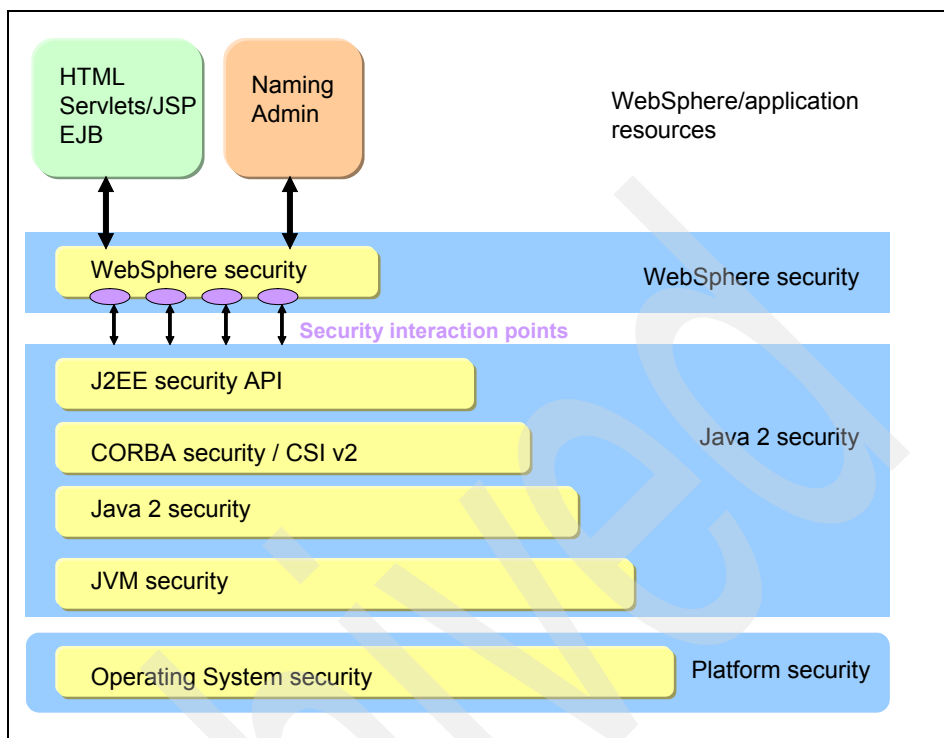 HTML
Servlets/JSP
EJB
Naming
Admin
WebSphere/application
resources
WebSphere security
WebSphere security
Security interaction points
J2EE security API
CORBA security / CSI v2
Java 2 security
Java 2 security
JVM security
Operating System security
Platform security